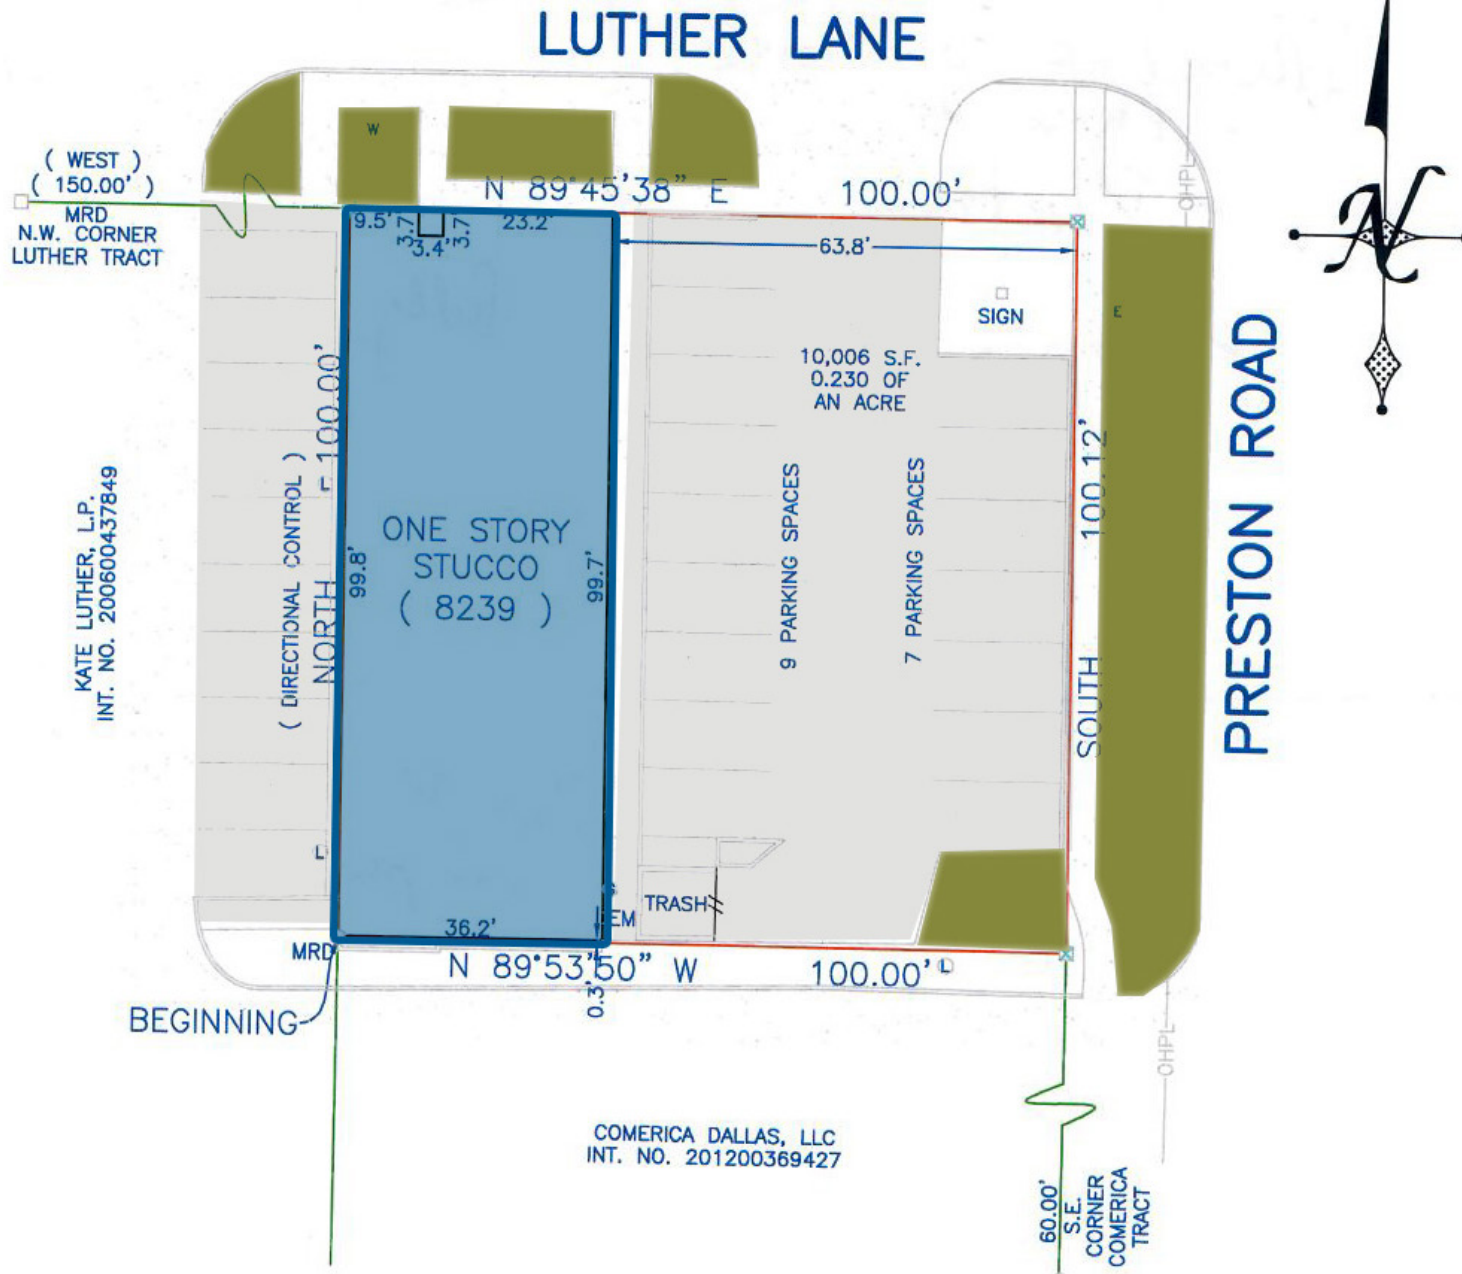 LUTHER LANE
( WEST )
( 150.00' )
MRD
N.W. CORNER
LUTHER TRACT
W
N 89°45'38" E
100.00'
OHPL
N
9.5'
3.7
3.4'
3.7
23.2'
63.8'
SIGN
E
10,006 S.F.
0.230 OF
AN ACRE
KATE LUTHER, L.P.
INT. NO. 200600437849
( DIRECTIONAL CONTROL )
NORTH
100.00'
99.8'
ONE STORY
STUCCO
( 8239 )
99.7'
9 PARKING SPACES
7 PARKING SPACES
SOUTH
100.12'
PRESTON ROAD
L
36.2'
EM
TRASH
MRD
N 89°53'50" W
100.00'
L
0.3'
BEGINNING
OHPL
COMERICA DALLAS, LLC
INT. NO. 201200369427
60.00'
S.E.
CORNER
COMERICA
TRACT